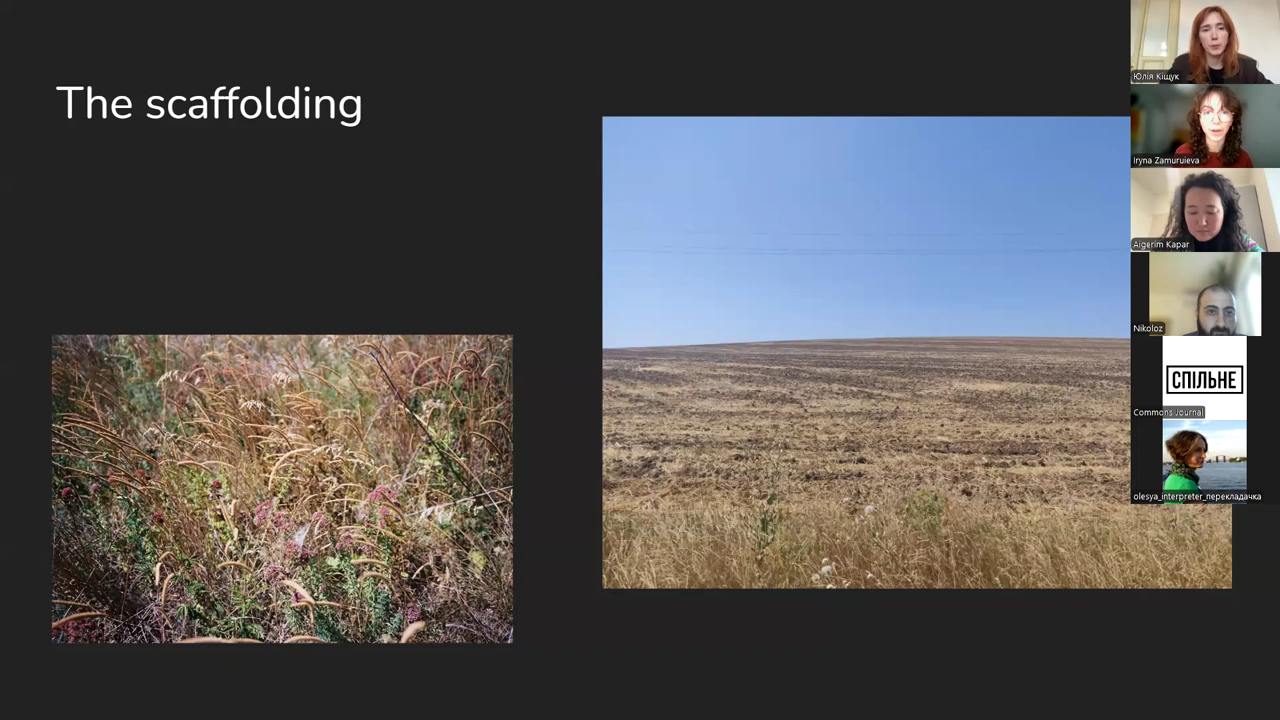 The scaffolding
Юлія Кіщук
Iryna Zamuruieva
Aigerim Kapar
Nikoloz
СПІЛЬНЕ
Commons Journal
olesya_interpreter_перекладачка